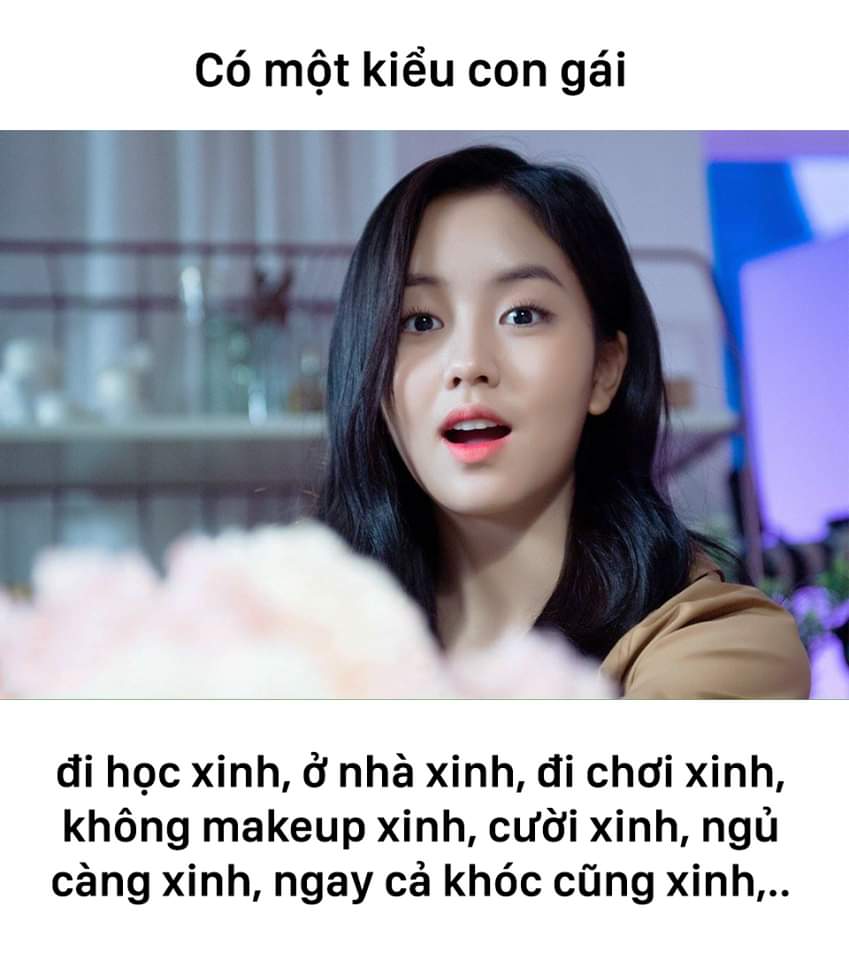 Có một kiểu con gái
đi học xinh, ở nhà xinh, đi chơi xinh,
không makeup xinh, cười xinh, ngủ
càng xinh, ngay cả khóc cũng xinh,..